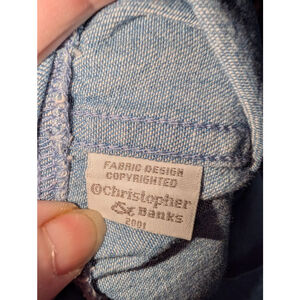 FABRIC DESIGN
COPYRIGHTED
©Christopher
& Banks
2001